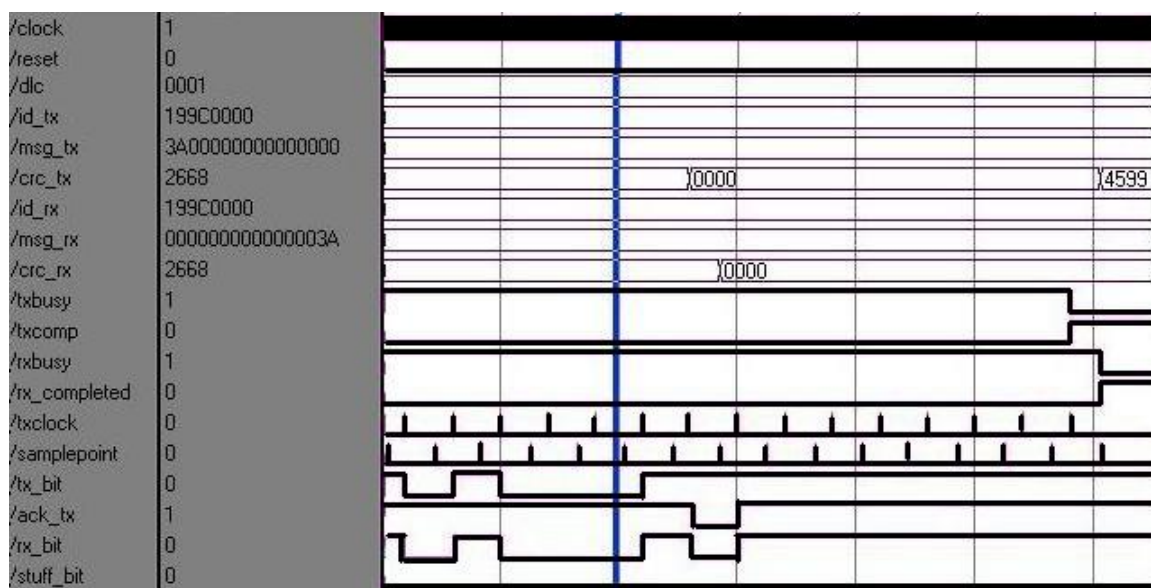 /clock 1
/reset 0
/dlc 0001
/id_tx 199C0000
/msg_tx 3A00000000000000
/crc_tx 2668 0000 4599
/id_rx 199C0000
/msg_rx 000000000000003A
/crc_rx 2668 0000
/txbusy 1
/txcomp 0
/rxbusy 1
/rx_completed 0
/txclock 0
/samplepoint 0
/tx_bit 0
/ack_tx 1
/rx_bit 0
/stuff_bit 0